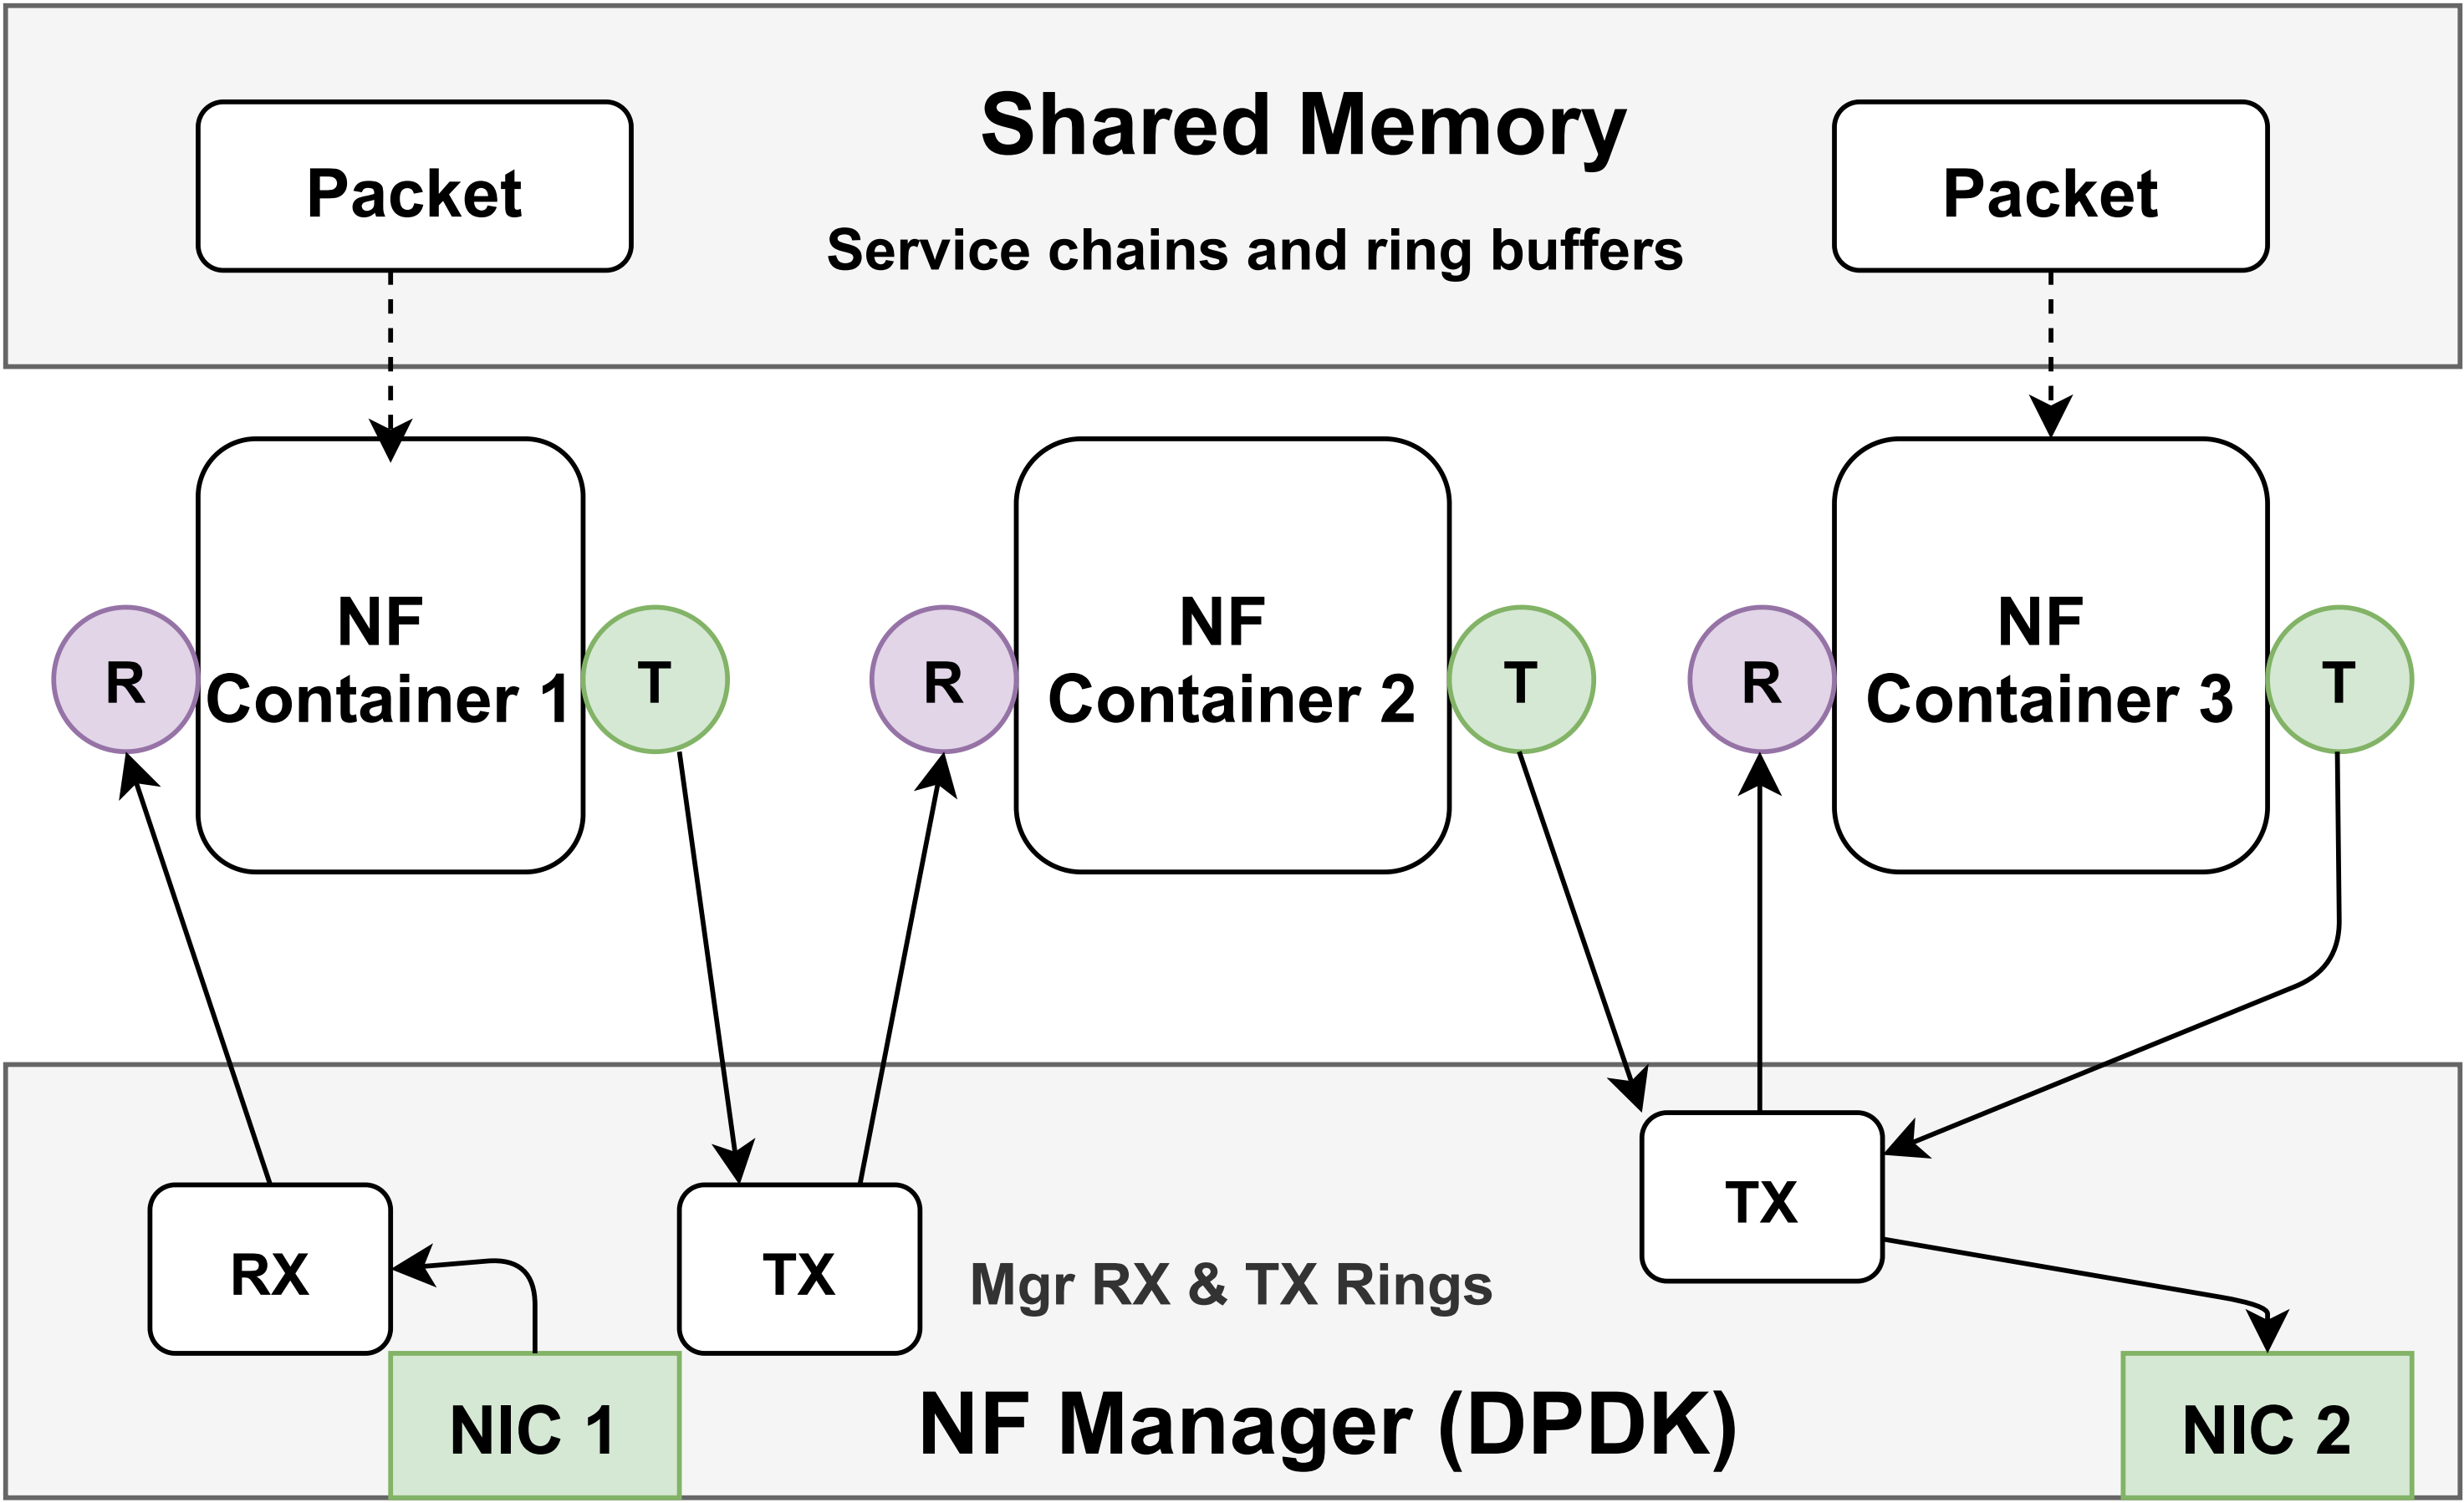 Shared Memory
Packet
Packet
Service chains and ring buffers
NF
Container 1
NF
Container 2
NF
Container 3
R
T
R
T
R
T
TX
RX
TX
Mgr RX & TX Rings
NIC 1
NF Manager (DPDK)
NIC 2